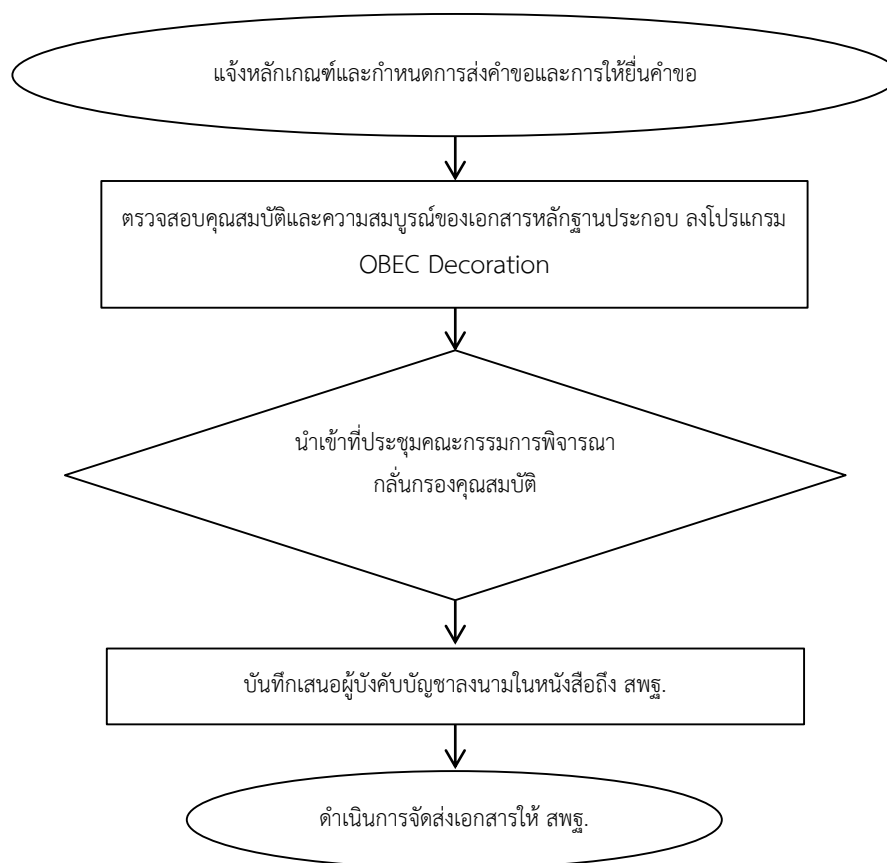 แจ้งหลักเกณฑ์และกำหนดการส่งคำขอและการให้ยื่นคำขอ
ตรวจสอบคุณสมบัติและความสมบูรณ์ของเอกสารหลักฐานประกอบ ลงโปรแกรม
OBEC Decoration
นำเข้าที่ประชุมคณะกรรมการพิจารณา
กลั่นกรองคุณสมบัติ
บันทึกเสนอผู้บังคับบัญชาลงนามในหนังสือถึง สพฐ.
ดำเนินการจัดส่งเอกสารให้ สพฐ.